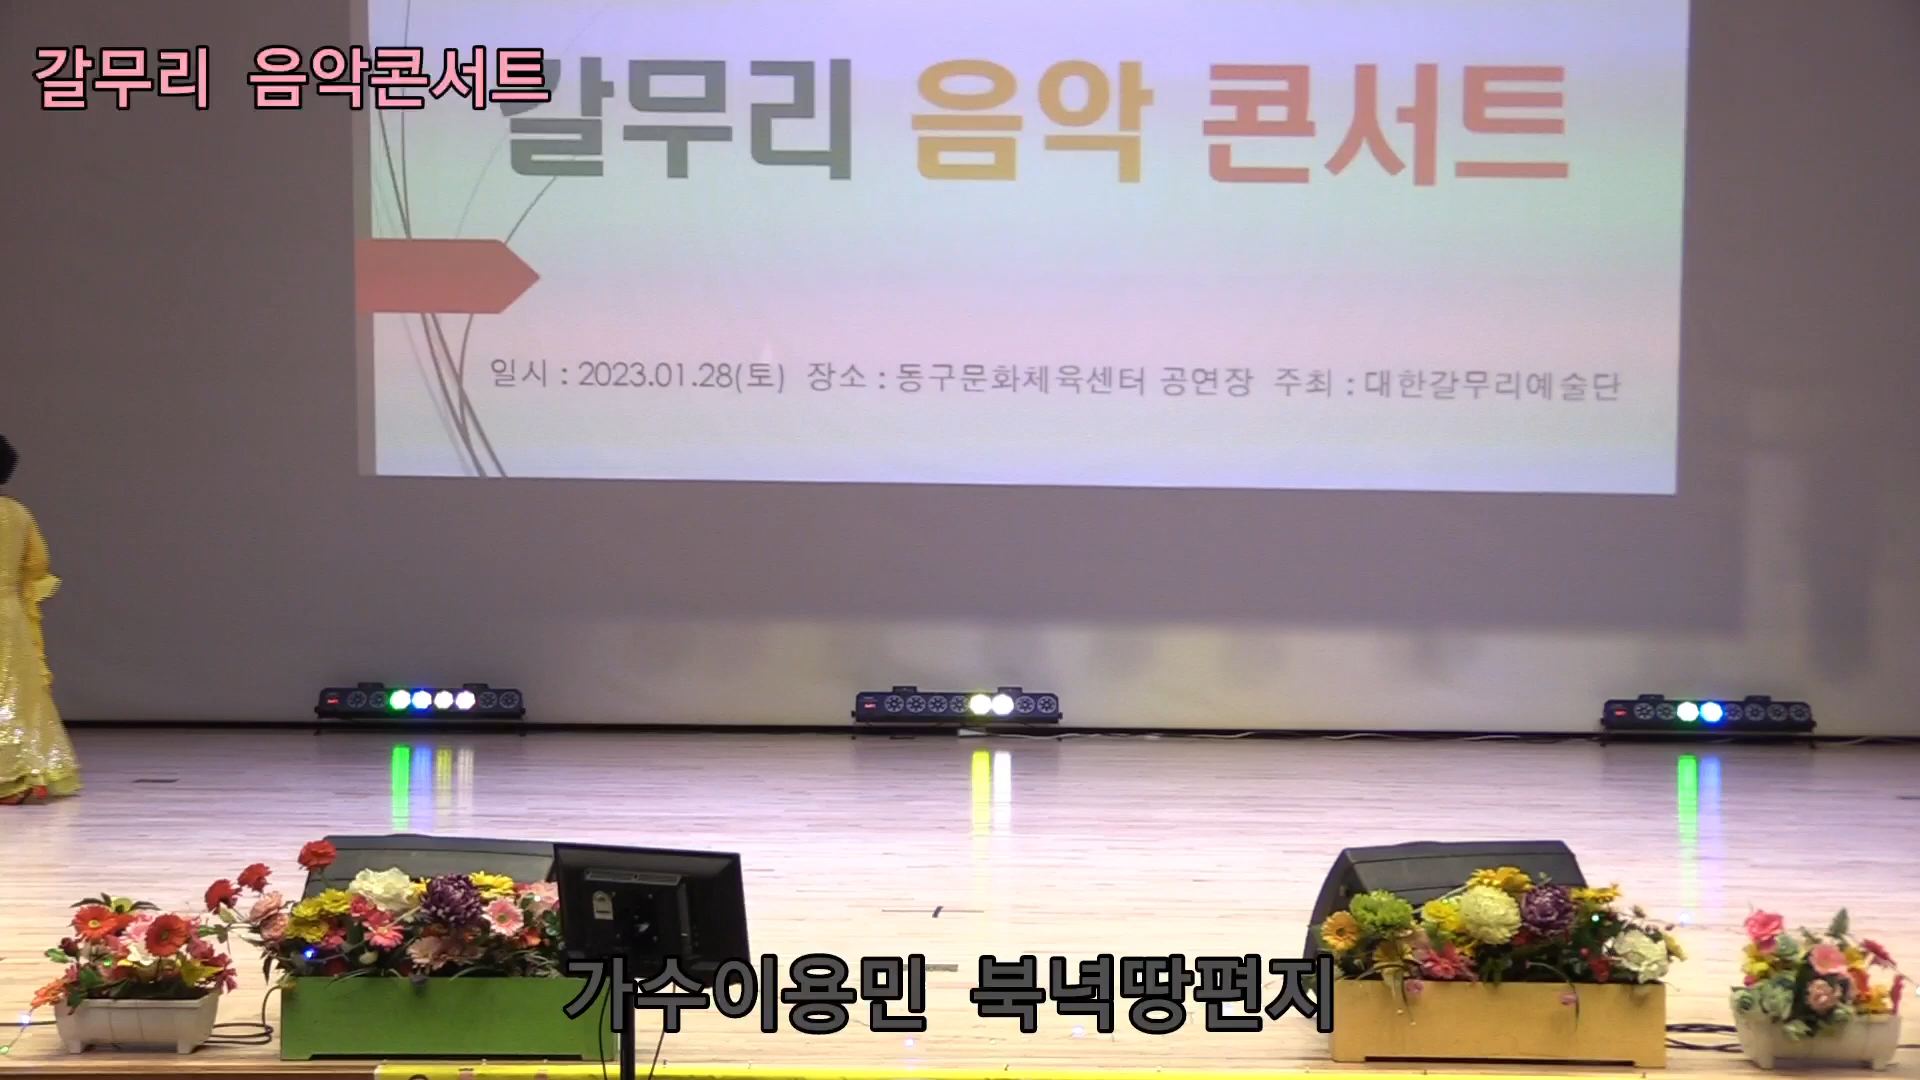 갈무리 음악콘서트
갈무리 음악 콘서트
일시 : 2023.01.28(토) 장소 : 동구문화체육센터 공연장 주최 : 대한갈무리예술단
가수이용민 북녘땅편지